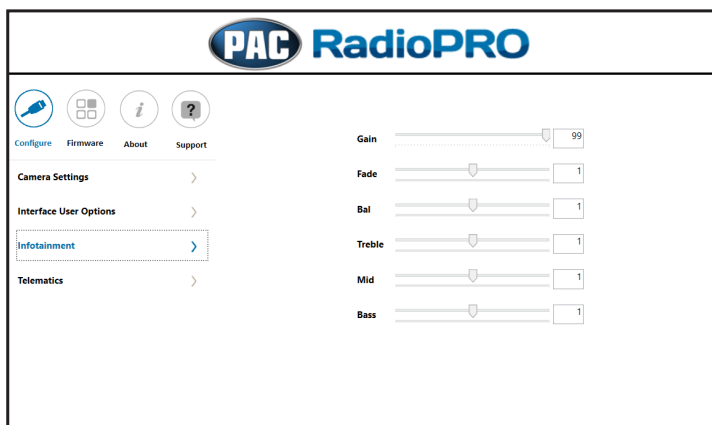 PAC RadioPRO
Configure Firmware About Support
Camera Settings
Interface User Options
Infotainment
Telematics
Gain 99
Fade 1
Bal 1
Treble 1
Mid 1
Bass 1